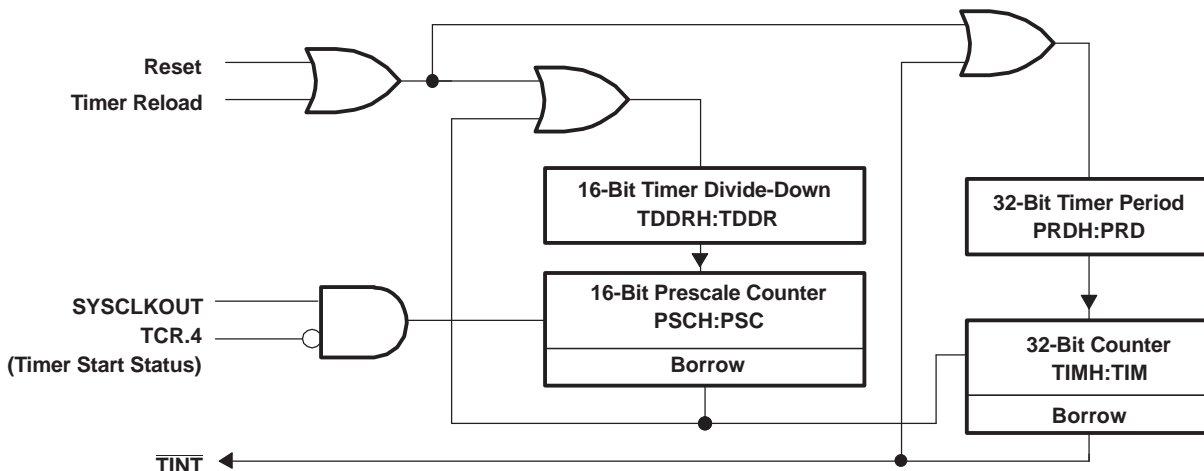 Reset
Timer Reload
16-Bit Timer Divide-Down
TDDRH:TDDR
32-Bit Timer Period
PRDH:PRD
SYSCLKOUT
TCR.4
(Timer Start Status)
16-Bit Prescale Counter
PSCH:PSC
Borrow
32-Bit Counter
TIMH:TIM
Borrow
TINT